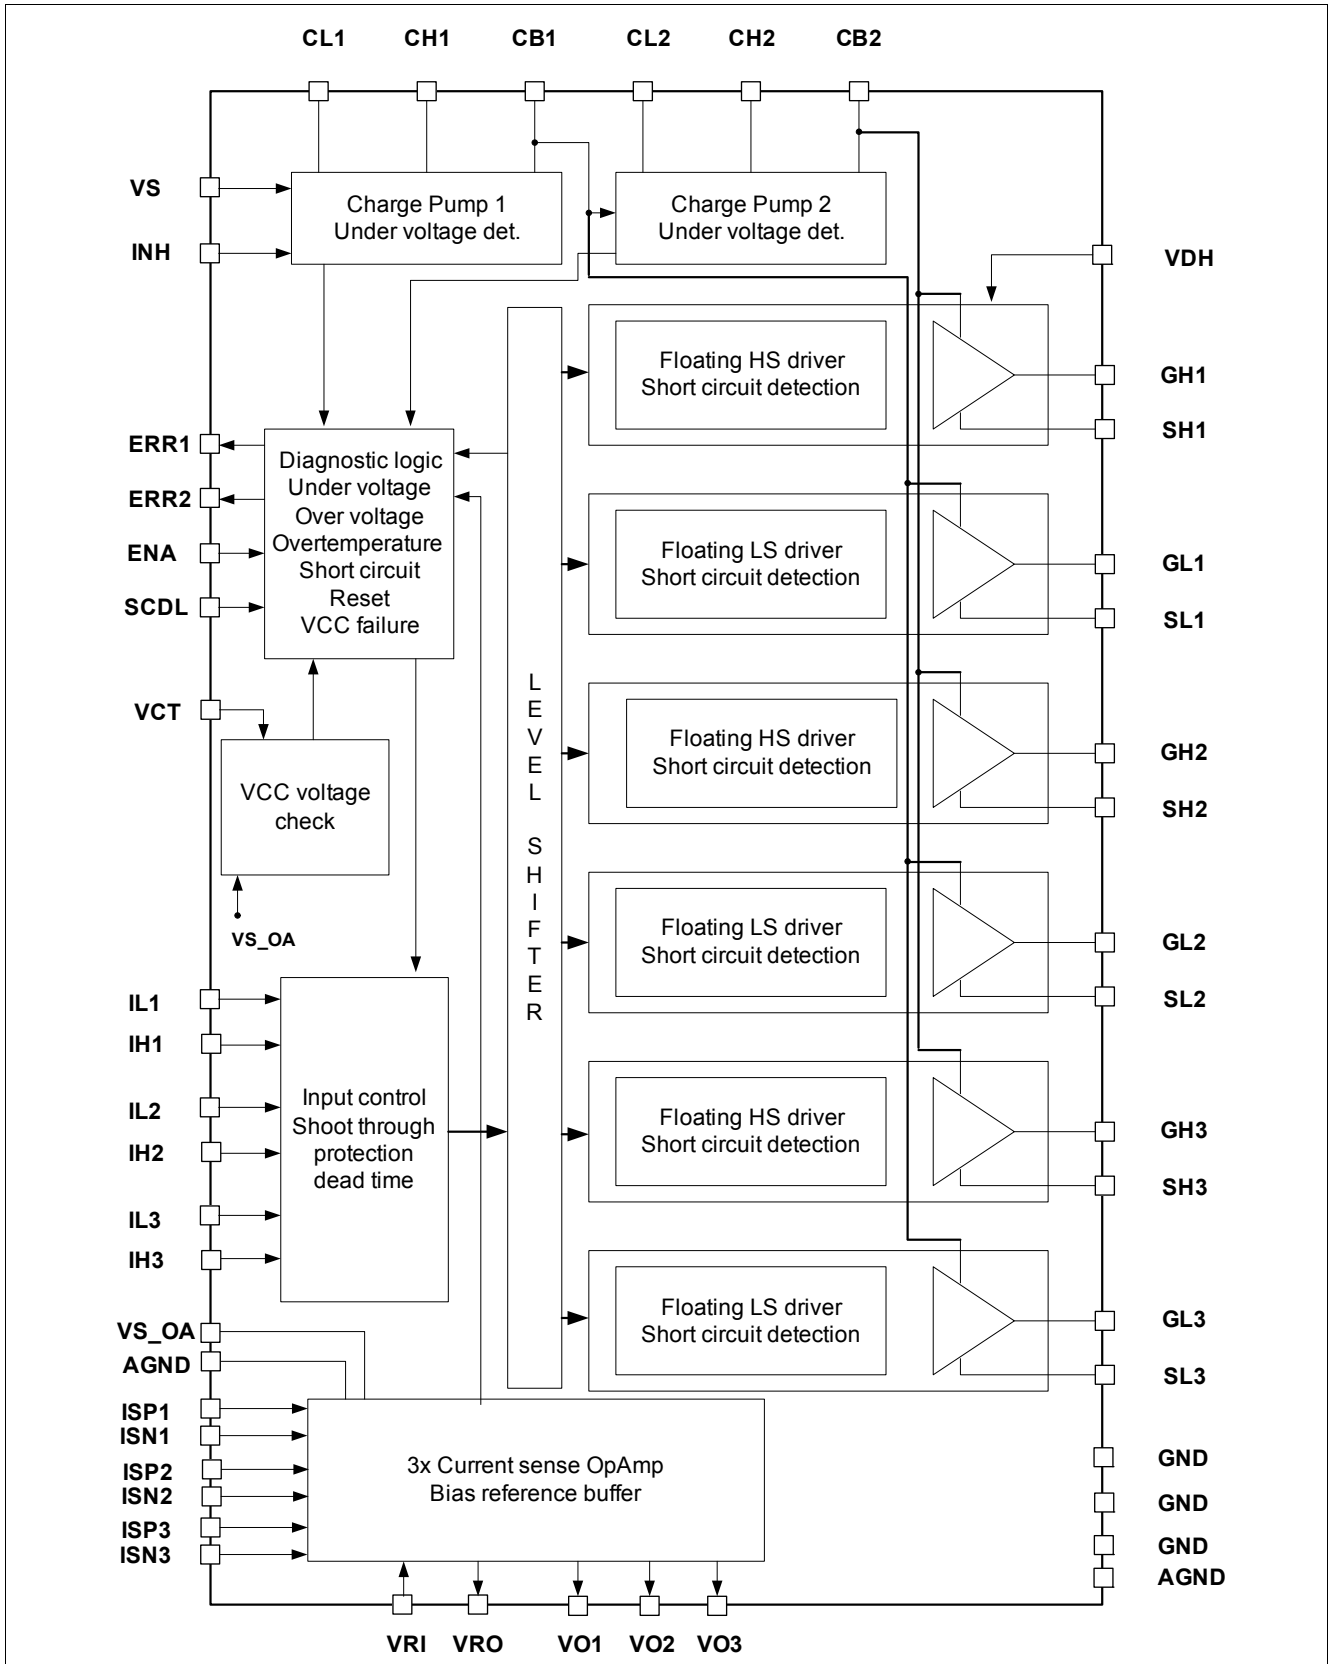 CL1 CH1 CB1 CL2 CH2 CB2
VS
INH
Charge Pump 1
Under voltage det.
Charge Pump 2
Under voltage det.
VDH
Floating HS driver
Short circuit detection
GH1
SH1
ERR1
ERR2
ENA
SCDL
Diagnostic logic
Under voltage
Over voltage
Overtemperature
Short circuit
Reset
VCC failure
Floating LS driver
Short circuit detection
GL1
SL1
VCT
VCC voltage
check
VS_OA
LEVEL SHIFTER
Floating HS driver
Short circuit detection
GH2
SH2
Floating LS driver
Short circuit detection
GL2
SL2
IL1
IH1
IL2
IH2
IL3
IH3
Input control
Shoot through
protection
dead time
Floating HS driver
Short circuit detection
GH3
SH3
Floating LS driver
Short circuit detection
GL3
SL3
VS_OA
AGND
ISP1
ISN1
ISP2
ISN2
ISP3
ISN3
3x Current sense OpAmp
Bias reference buffer
GND
GND
GND
AGND
VRI VRO VO1 VO2 VO3